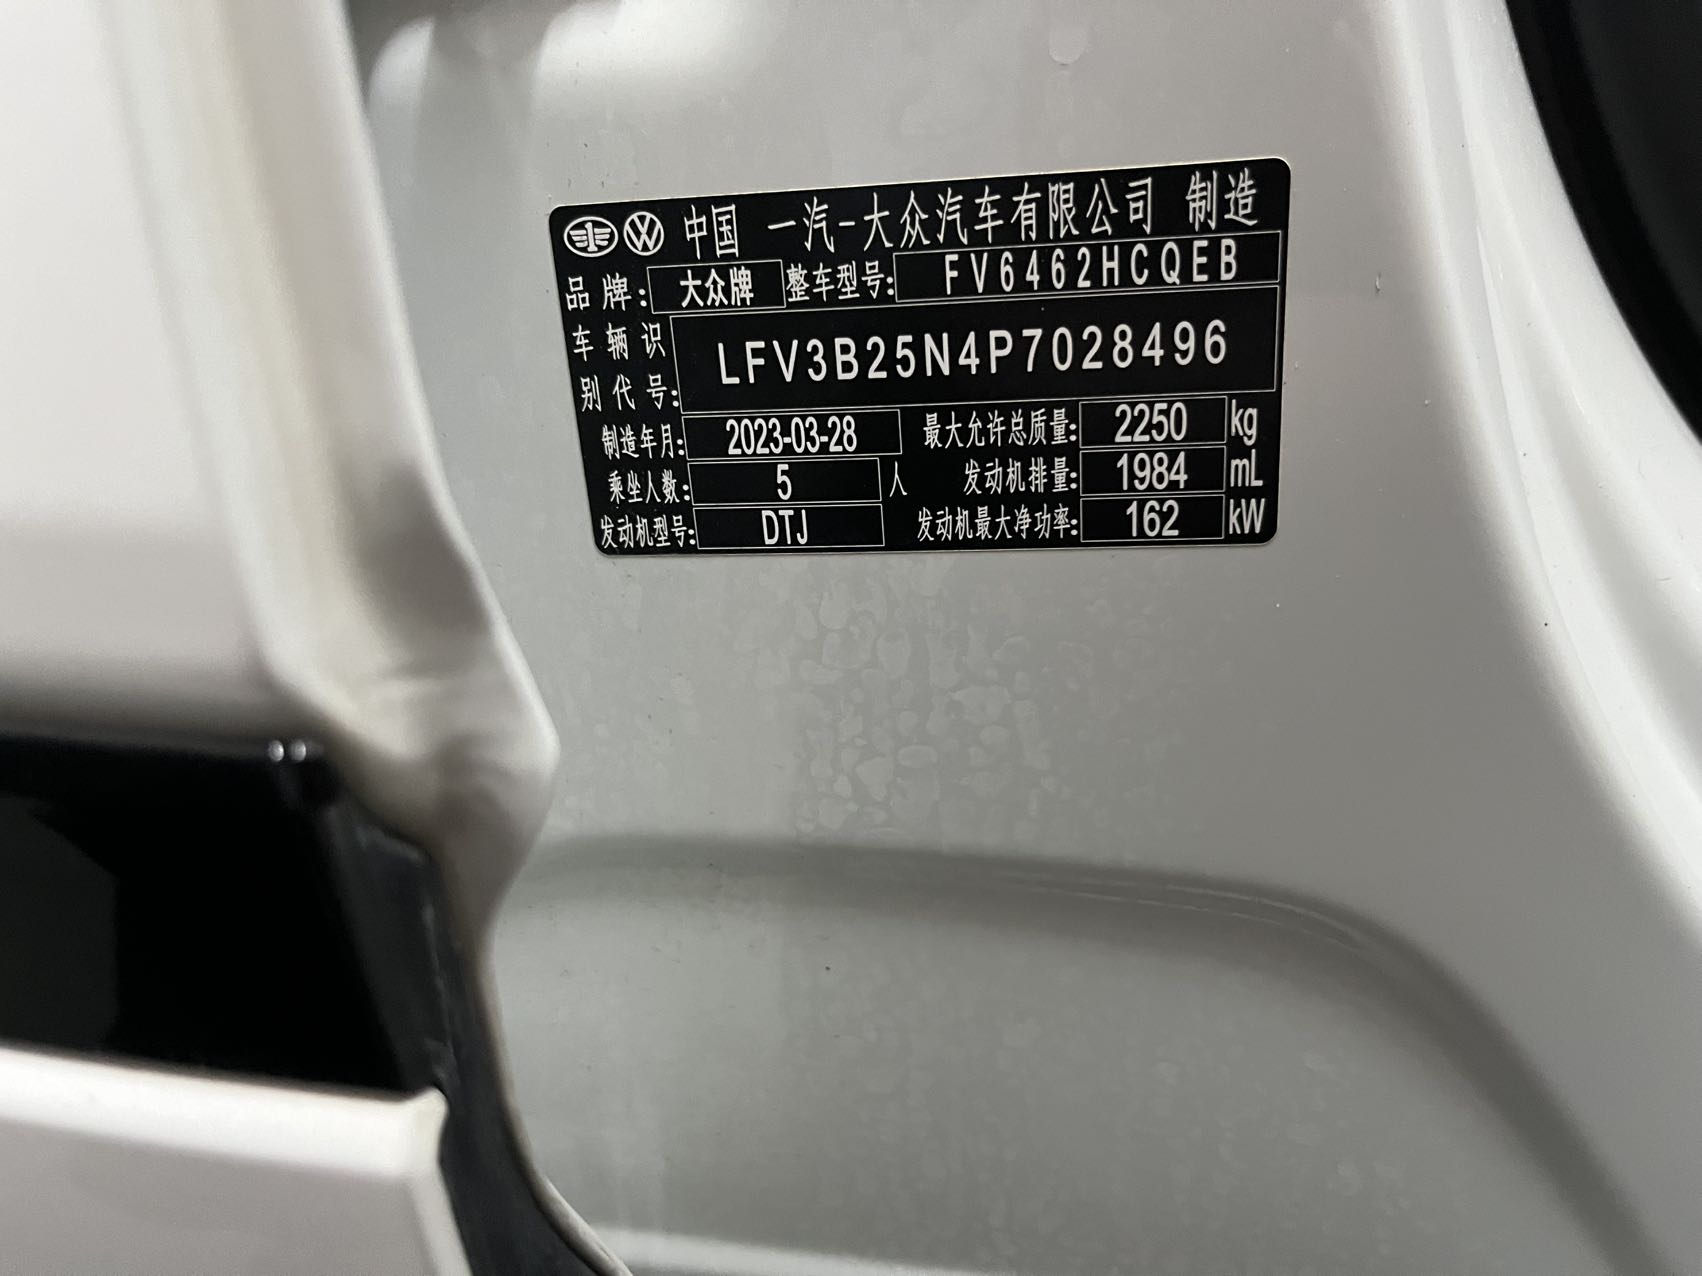 中国 一汽-大众汽车有限公司 制造
品牌: 大众牌 整车型号: FV6462HCQEB
车辆识别代号: LFV3B25N4P7028496
制造年月: 2023-03-28 最大允许总质量: 2250 kg
乘坐人数: 5 人 发动机排量: 1984 mL
发动机型号: DTJ 发动机最大净功率: 162 kW